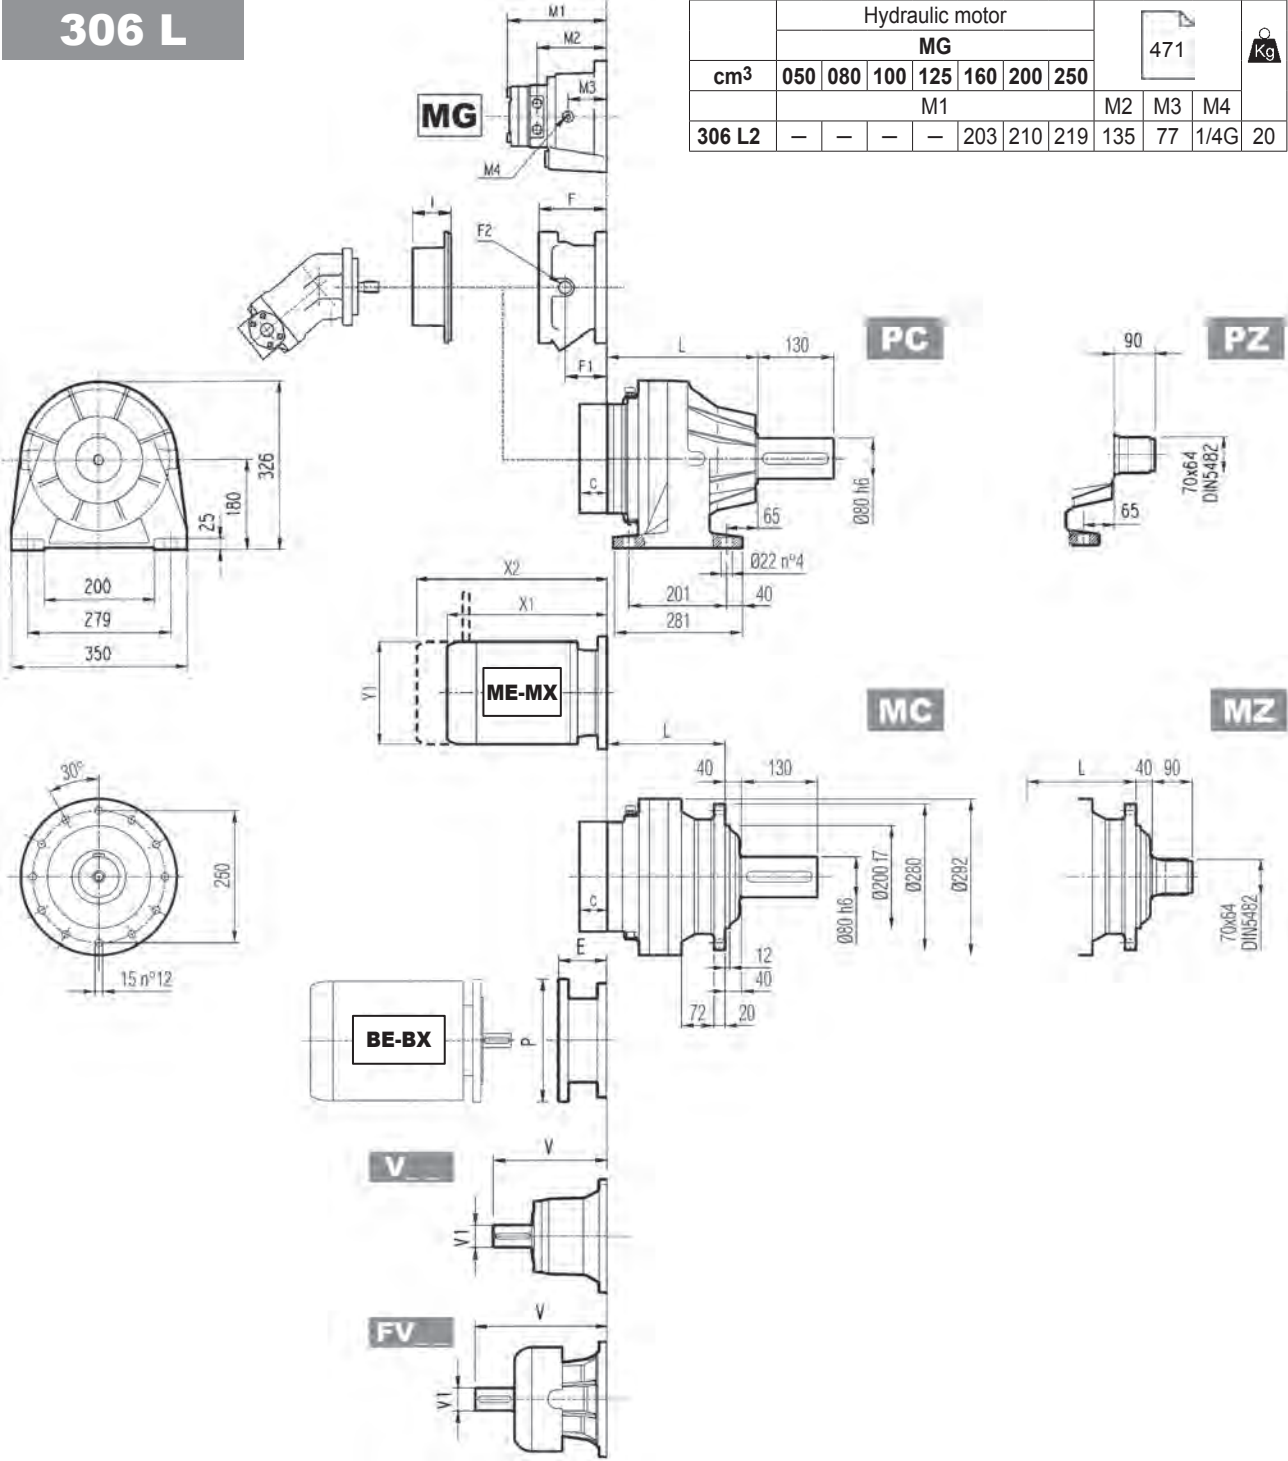 306 L
Hydraulic motor
MG
471
Kg
cm³ 050 080 100 125 160 200 250
M1 M2 M3 M4
306 L2 — — — — 203 210 219 135 77 1/4G 20
M1
M2
M3
MG
M4
I
F
F2
F1
PC
PZ
L 130
90
326
180
25
C
65
Ø80 h6
70x64
DIN5482
65
Ø22 n°4
200
279
350
201 40
281
X2
X1
Y1
ME-MX
MC
MZ
L
40 130
L 40 90
30°
260
15 n°12
C
Ø80 h6
Ø200 f7
Ø280
Ø292
70x64
DIN5482
12
40
72 20
E
BE-BX
P
V__
V
V1
FV__
V
V1